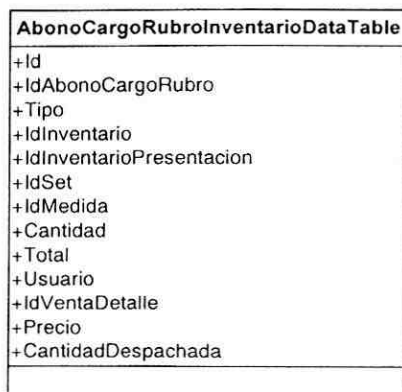 AbonoCargoRubroInventarioDataTable
+Id
+IdAbonoCargoRubro
+Tipo
+IdInventario
+IdInventarioPresentacion
+IdSet
+IdMedida
+Cantidad
+Total
+Usuario
+IdVentaDetalle
+Precio
+CantidadDespachada